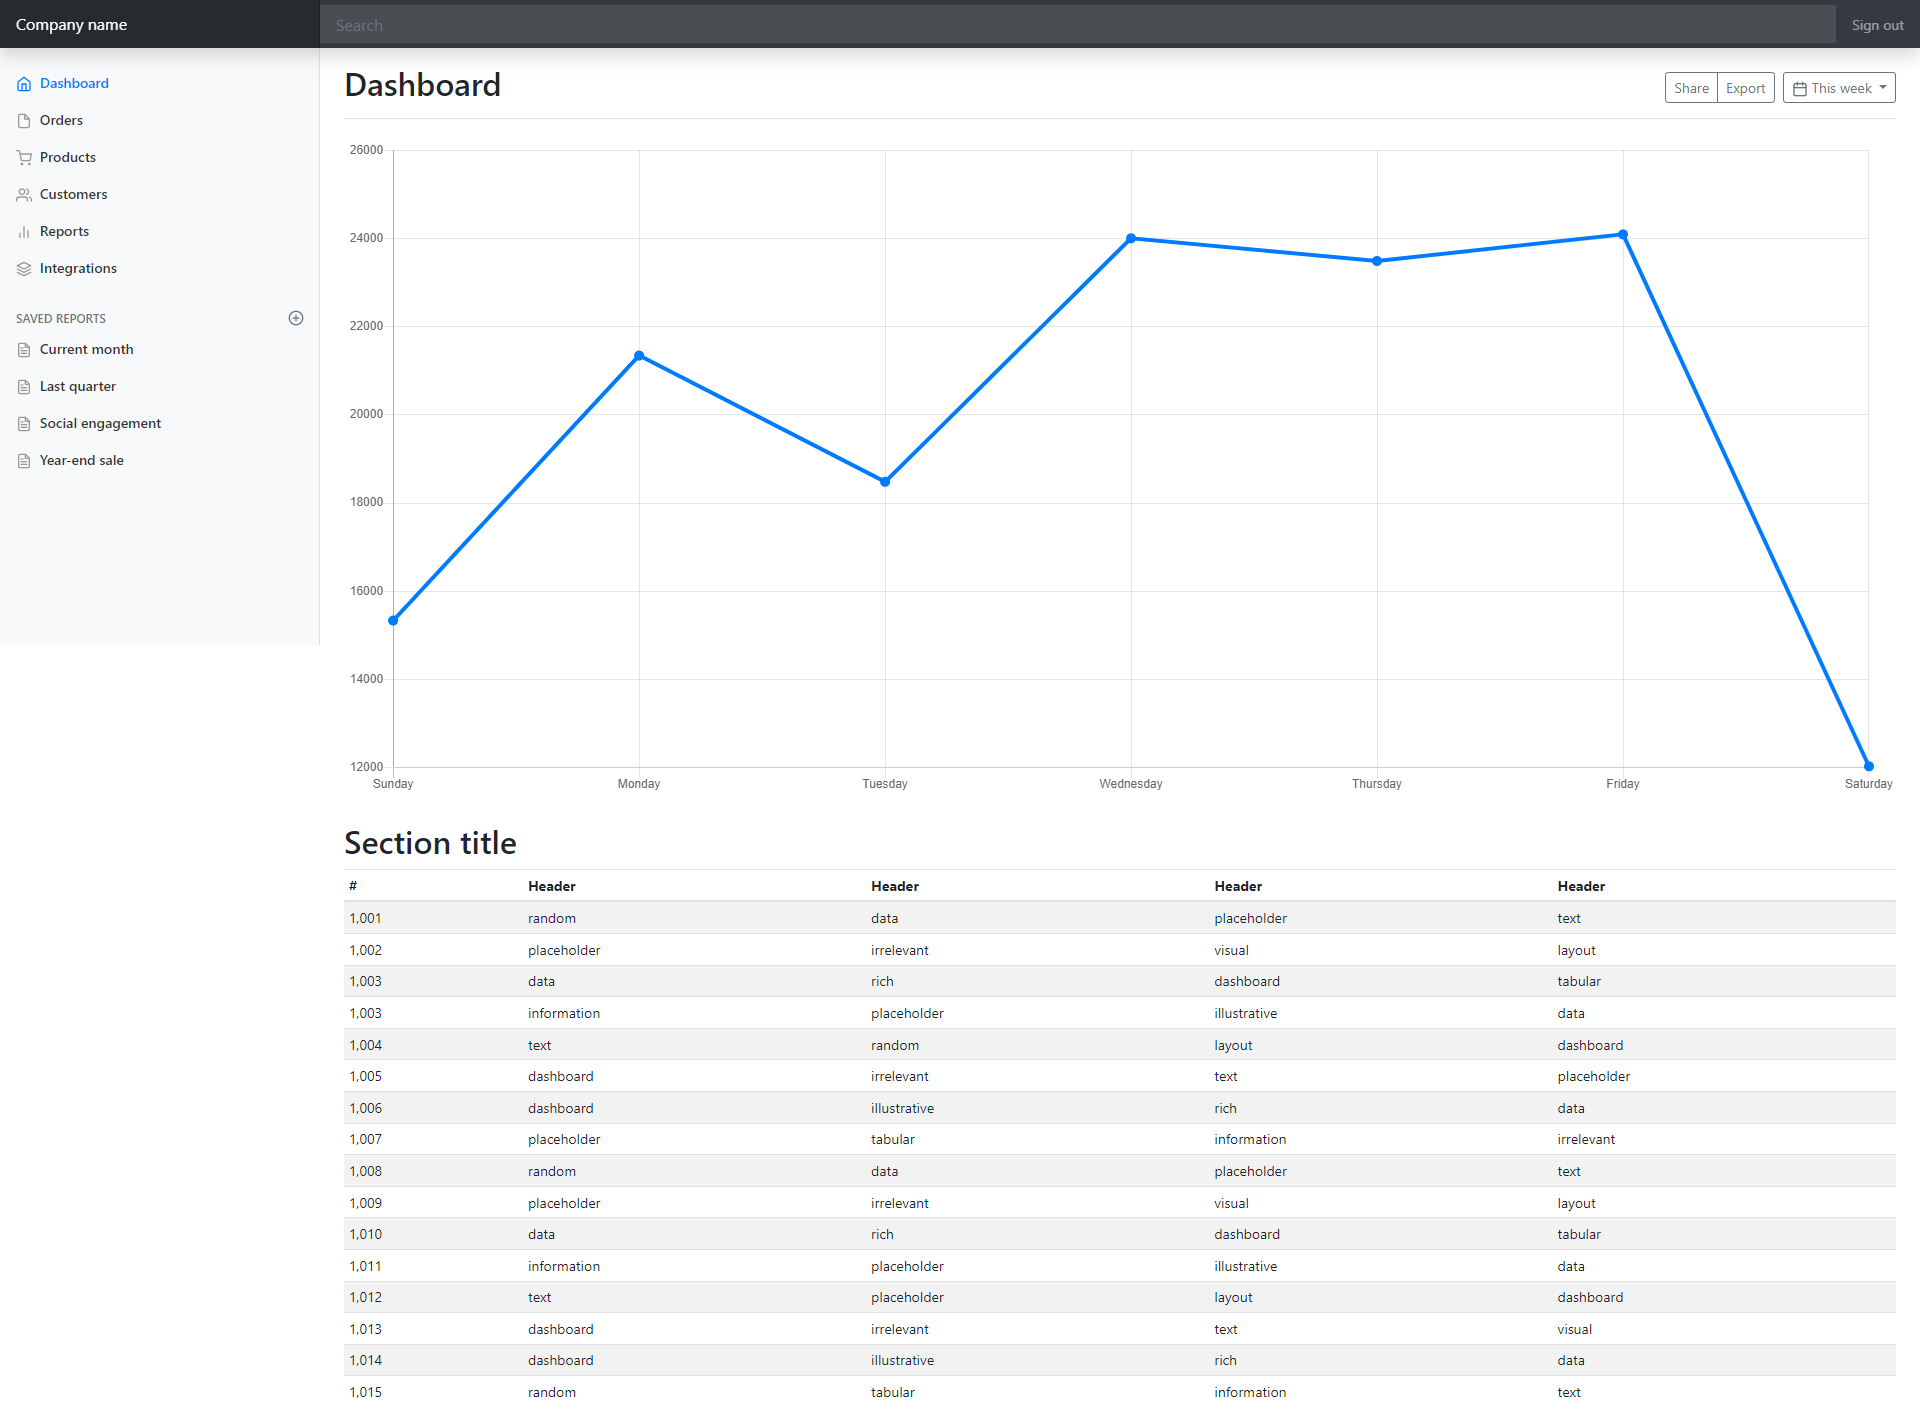 Company name
Search
Sign out
Dashboard
Orders
Products
Customers
Reports
Integrations
SAVED REPORTS
Current month
Last quarter
Social engagement
Year-end sale
Dashboard
Share Export This week
26000
24000
22000
20000
18000
16000
14000
12000
Sunday Monday Tuesday Wednesday Thursday Friday Saturday
Section title
# Header Header Header Header
1,001 random data placeholder text
1,002 placeholder irrelevant visual layout
1,003 data rich dashboard tabular
1,003 information placeholder illustrative data
1,004 text random layout dashboard
1,005 dashboard irrelevant text placeholder
1,006 dashboard illustrative rich data
1,007 placeholder tabular information irrelevant
1,008 random data placeholder text
1,009 placeholder irrelevant visual layout
1,010 data rich dashboard tabular
1,011 information placeholder illustrative data
1,012 text placeholder layout dashboard
1,013 dashboard irrelevant text visual
1,014 dashboard illustrative rich data
1,015 random tabular information text